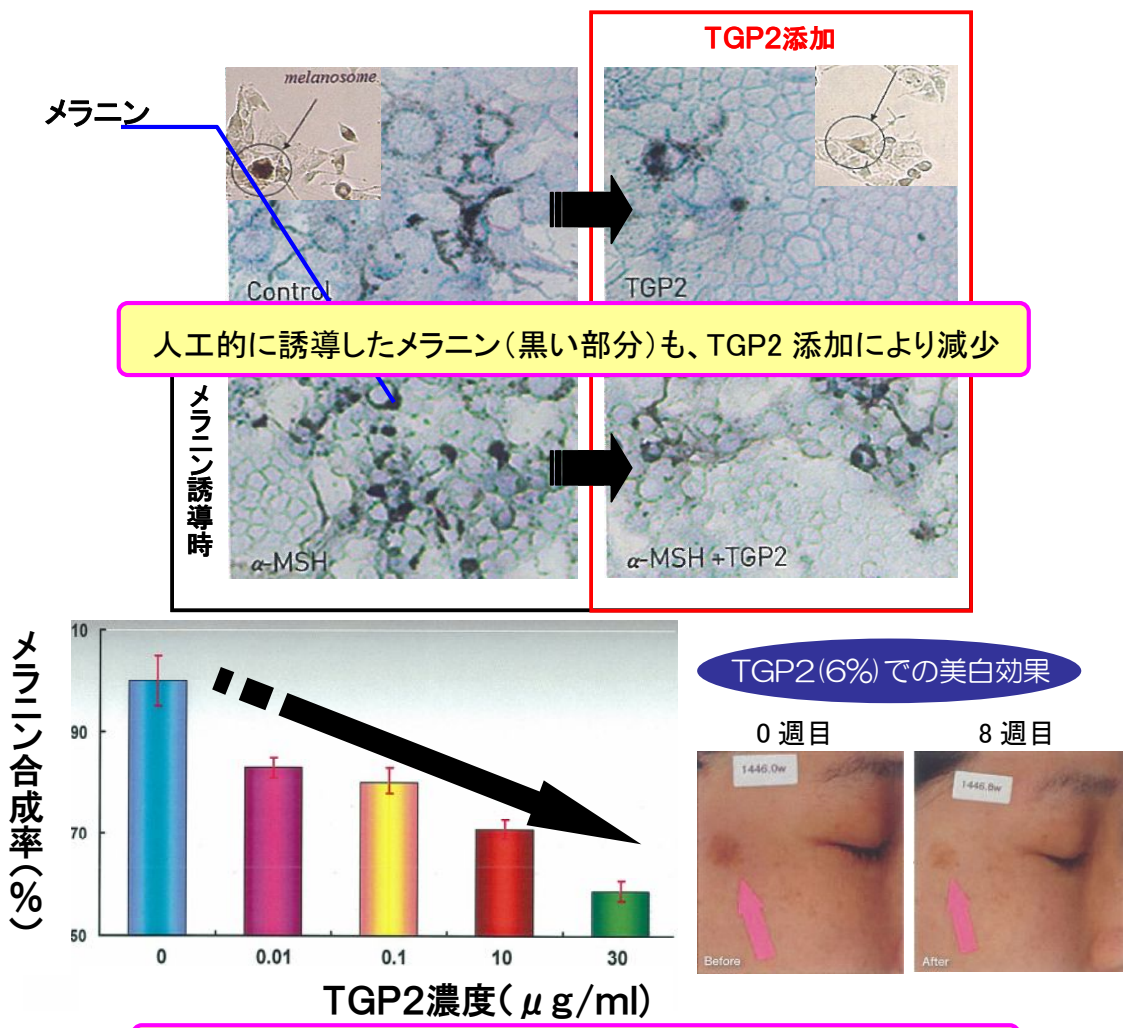 TGP2添加
melanosome
メラニン
Control
TGP2
人工的に誘導したメラニン（黒い部分）も、TGP2 添加により減少
メラニン誘導時
α-MSH
α-MSH +TGP2
メラニン合成率（％）
10
90
70
50
0
0.01
0.1
10
30
TGP2濃度（μg/ml）
TGP2（6％）での美白効果
0 週目
8 週目
1446.0w
1446.8w
Before
After